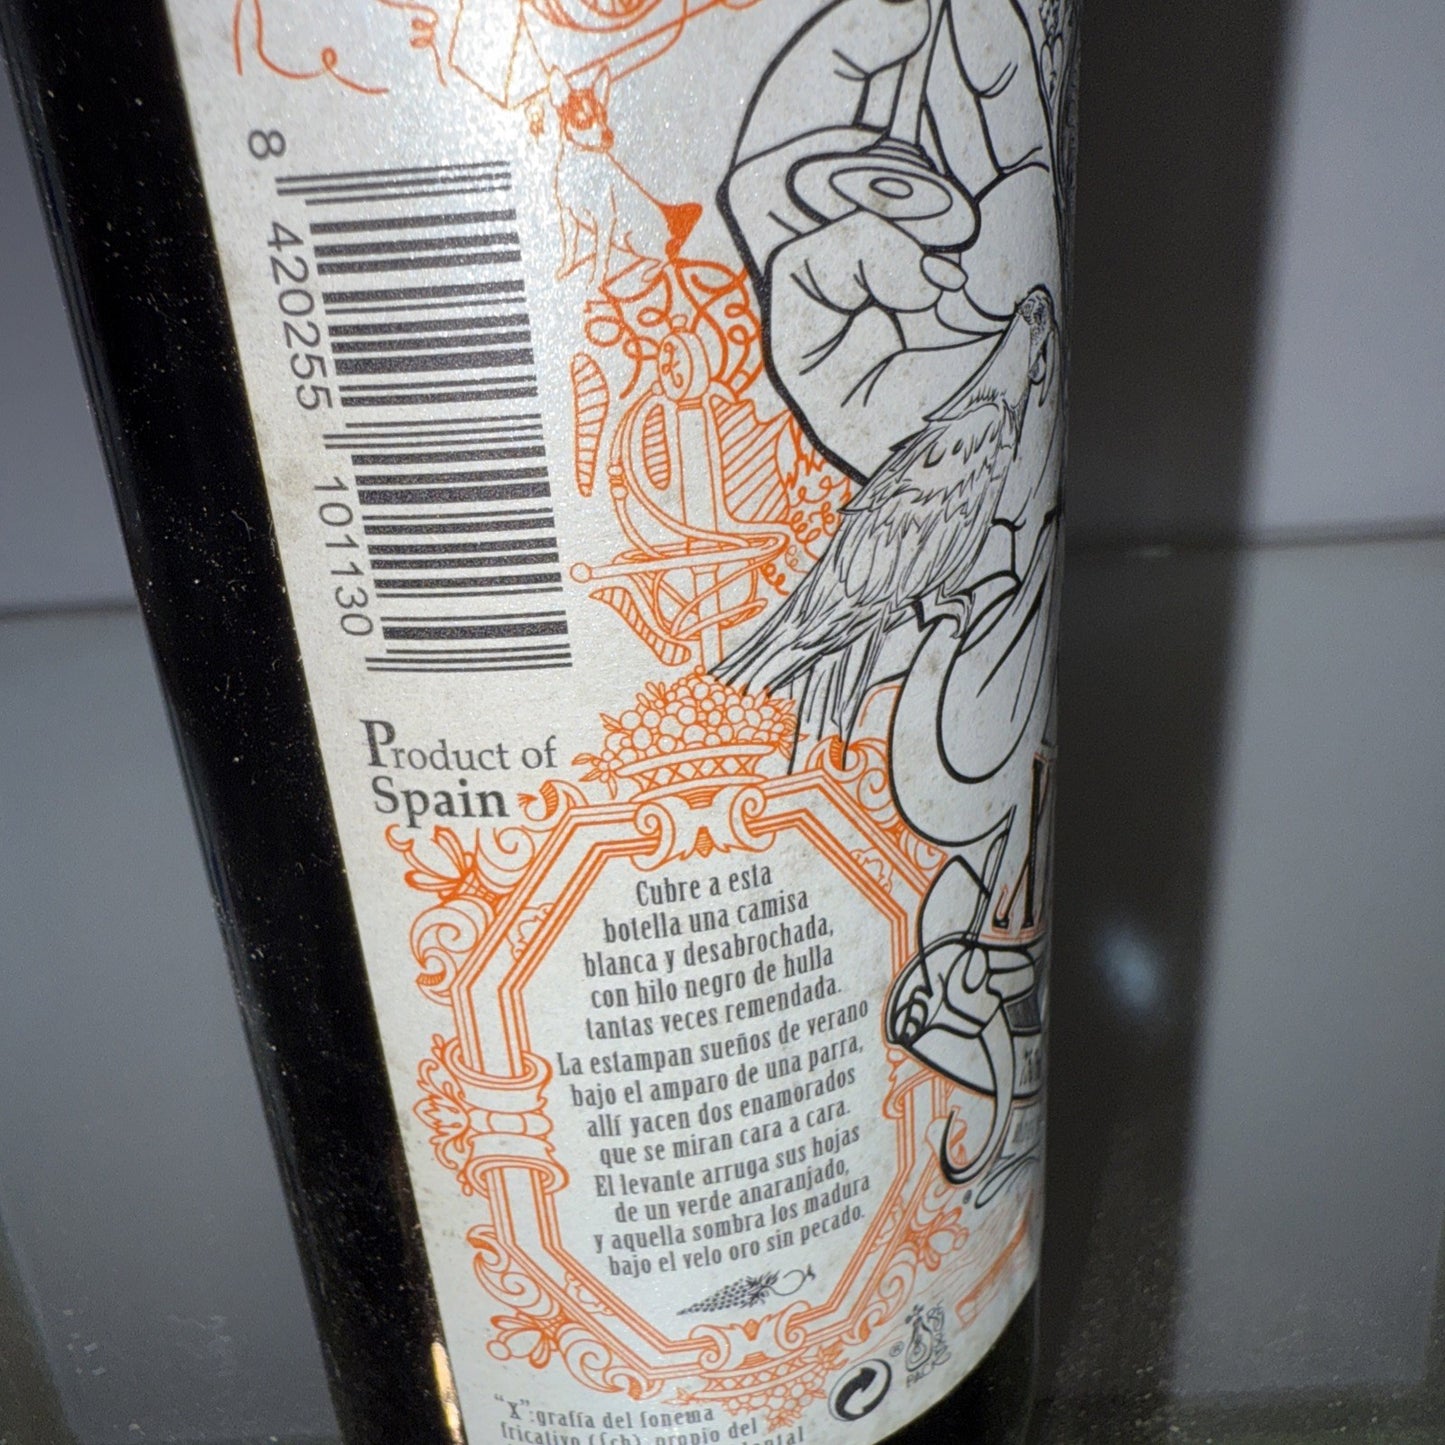 8 420255 101130
Product of
Spain
Cubre a esta
botella una camisa
blanca y desabrochada,
con hilo negro de hulla
tantas veces remendada.
La estampan sueños de verano
bajo el amparo de una parra,
allí yacen dos enamorados
que se miran cara a cara.
El levante arruga sus hojas
de un verde anaranjado,
y aquella sombra los madura
bajo el velo oro sin pecado.
"X":grafía del fonema
fricativo propio del